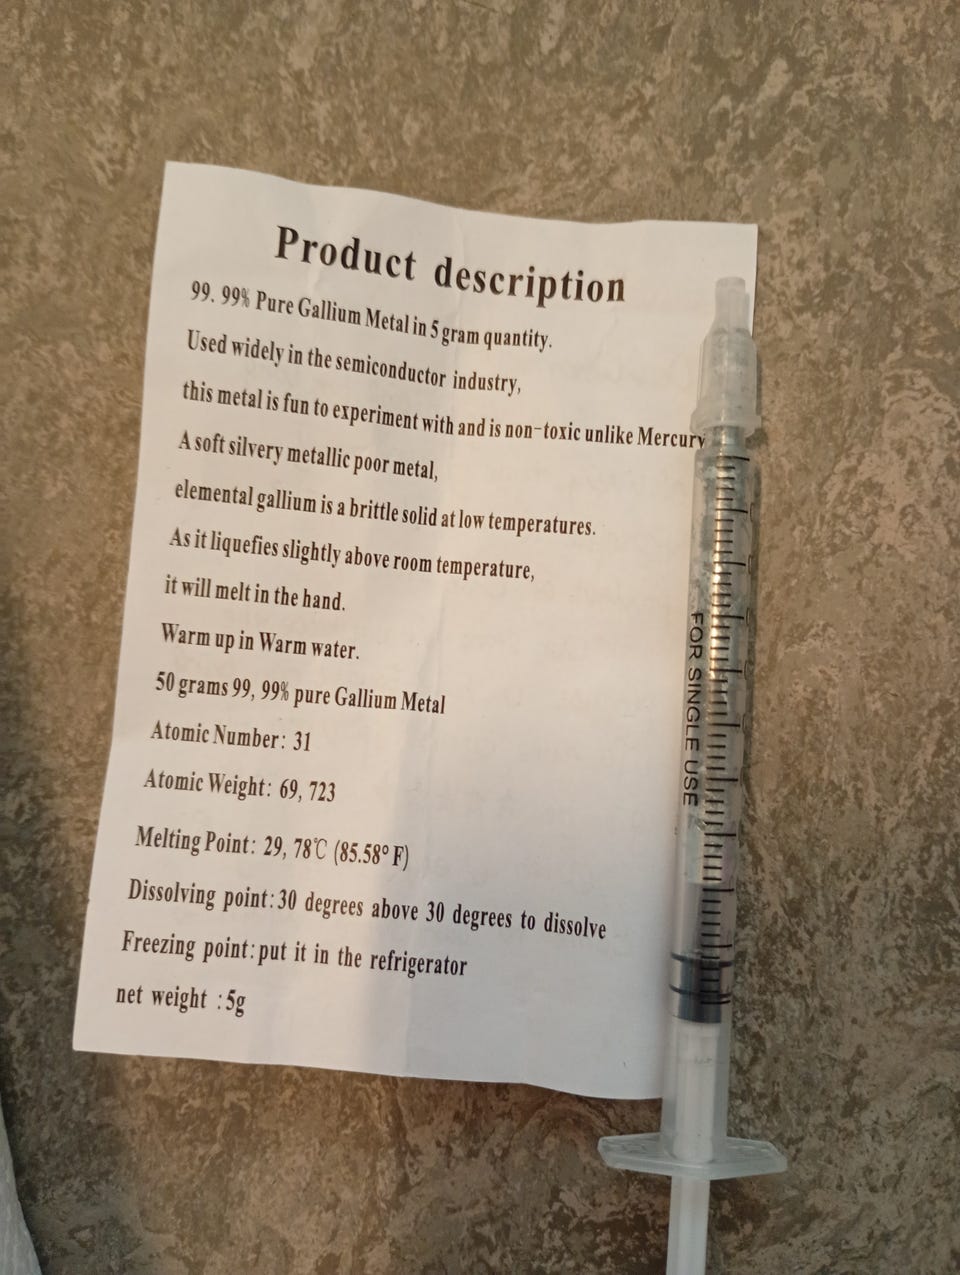 Product description
99. 99% Pure Gallium Metal in 5 gram quantity.
Used widely in the semiconductor industry,
this metal is fun to experiment with and is non-toxic unlike Mercury
A soft silvery metallic poor metal,
elemental gallium is a brittle solid at low temperatures.
As it liquefies slightly above room temperature,
it will melt in the hand.
Warm up in Warm water.
50 grams 99, 99% pure Gallium Metal
Atomic Number: 31
Atomic Weight: 69, 723
Melting Point: 29, 78℃ (85.58° F)
Dissolving point:30 degrees above 30 degrees to dissolve
Freezing point:put it in the refrigerator
net weight :5g
FOR SINGLE USE